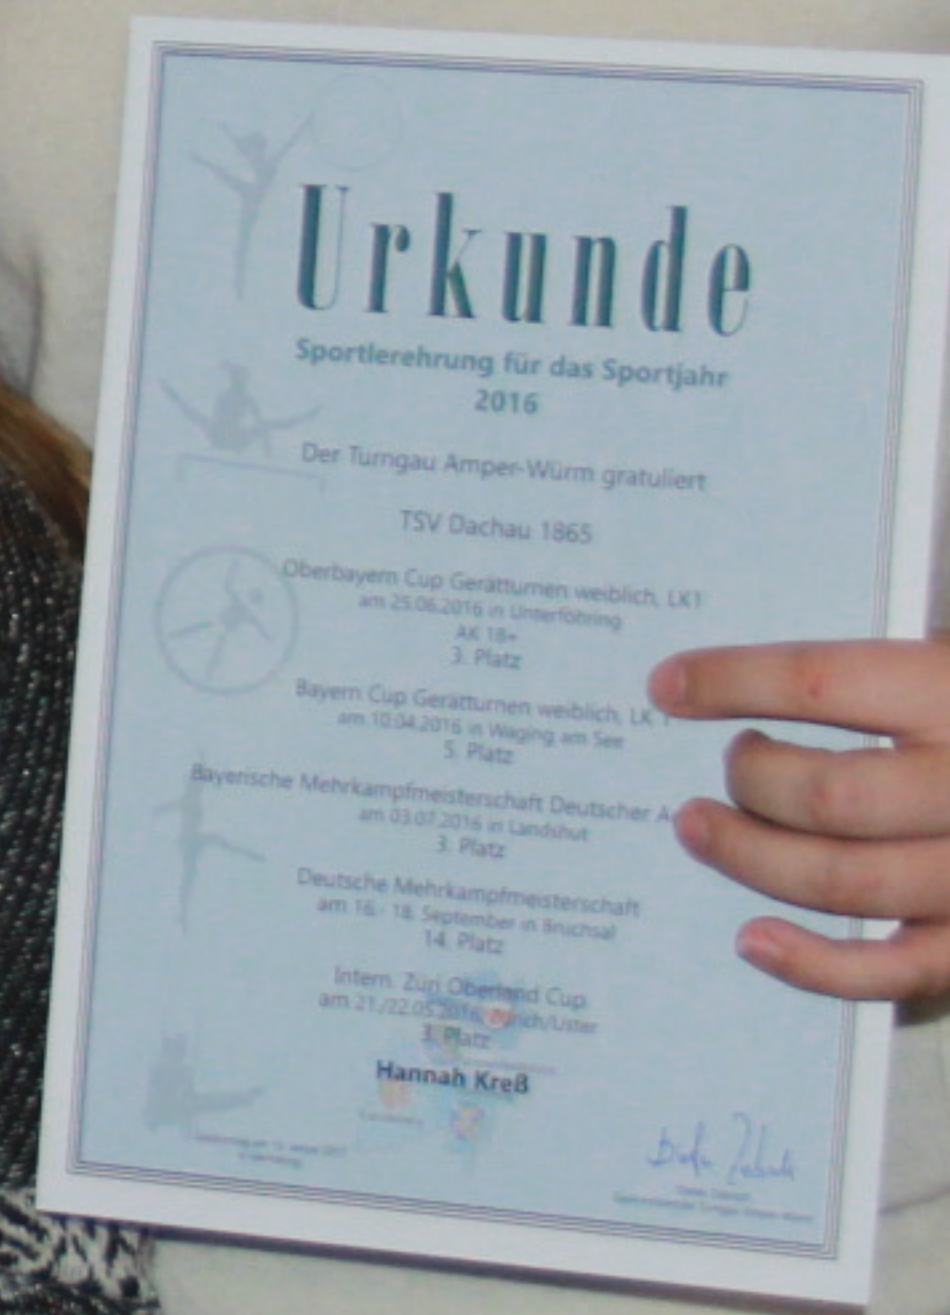 Urkunde
Sportlerehrung für das Sportjahr
2016
Der Turngau Amper-Würm gratuliert
TSV Dachau 1865
Oberbayern Cup Gerätturnen weiblich, LK1
am 25.06.2016 in Unterföhring
AK 18+
3. Platz
Bayern Cup Gerätturnen weiblich, LK 1
am 10.04.2016 in Waging am See
5. Platz
Bayerische Mehrkampfmeisterschaft Deutscher
am 03.07.2016 in Landshut
3. Platz
Deutsche Mehrkampfmeisterschaft
am 16.- 18. September in Bruchsal
14. Platz
Intern. Züri Oberland Cup
am 21./22.05.2016, Zürich/Uster
3. Platz
Hannah Kreß